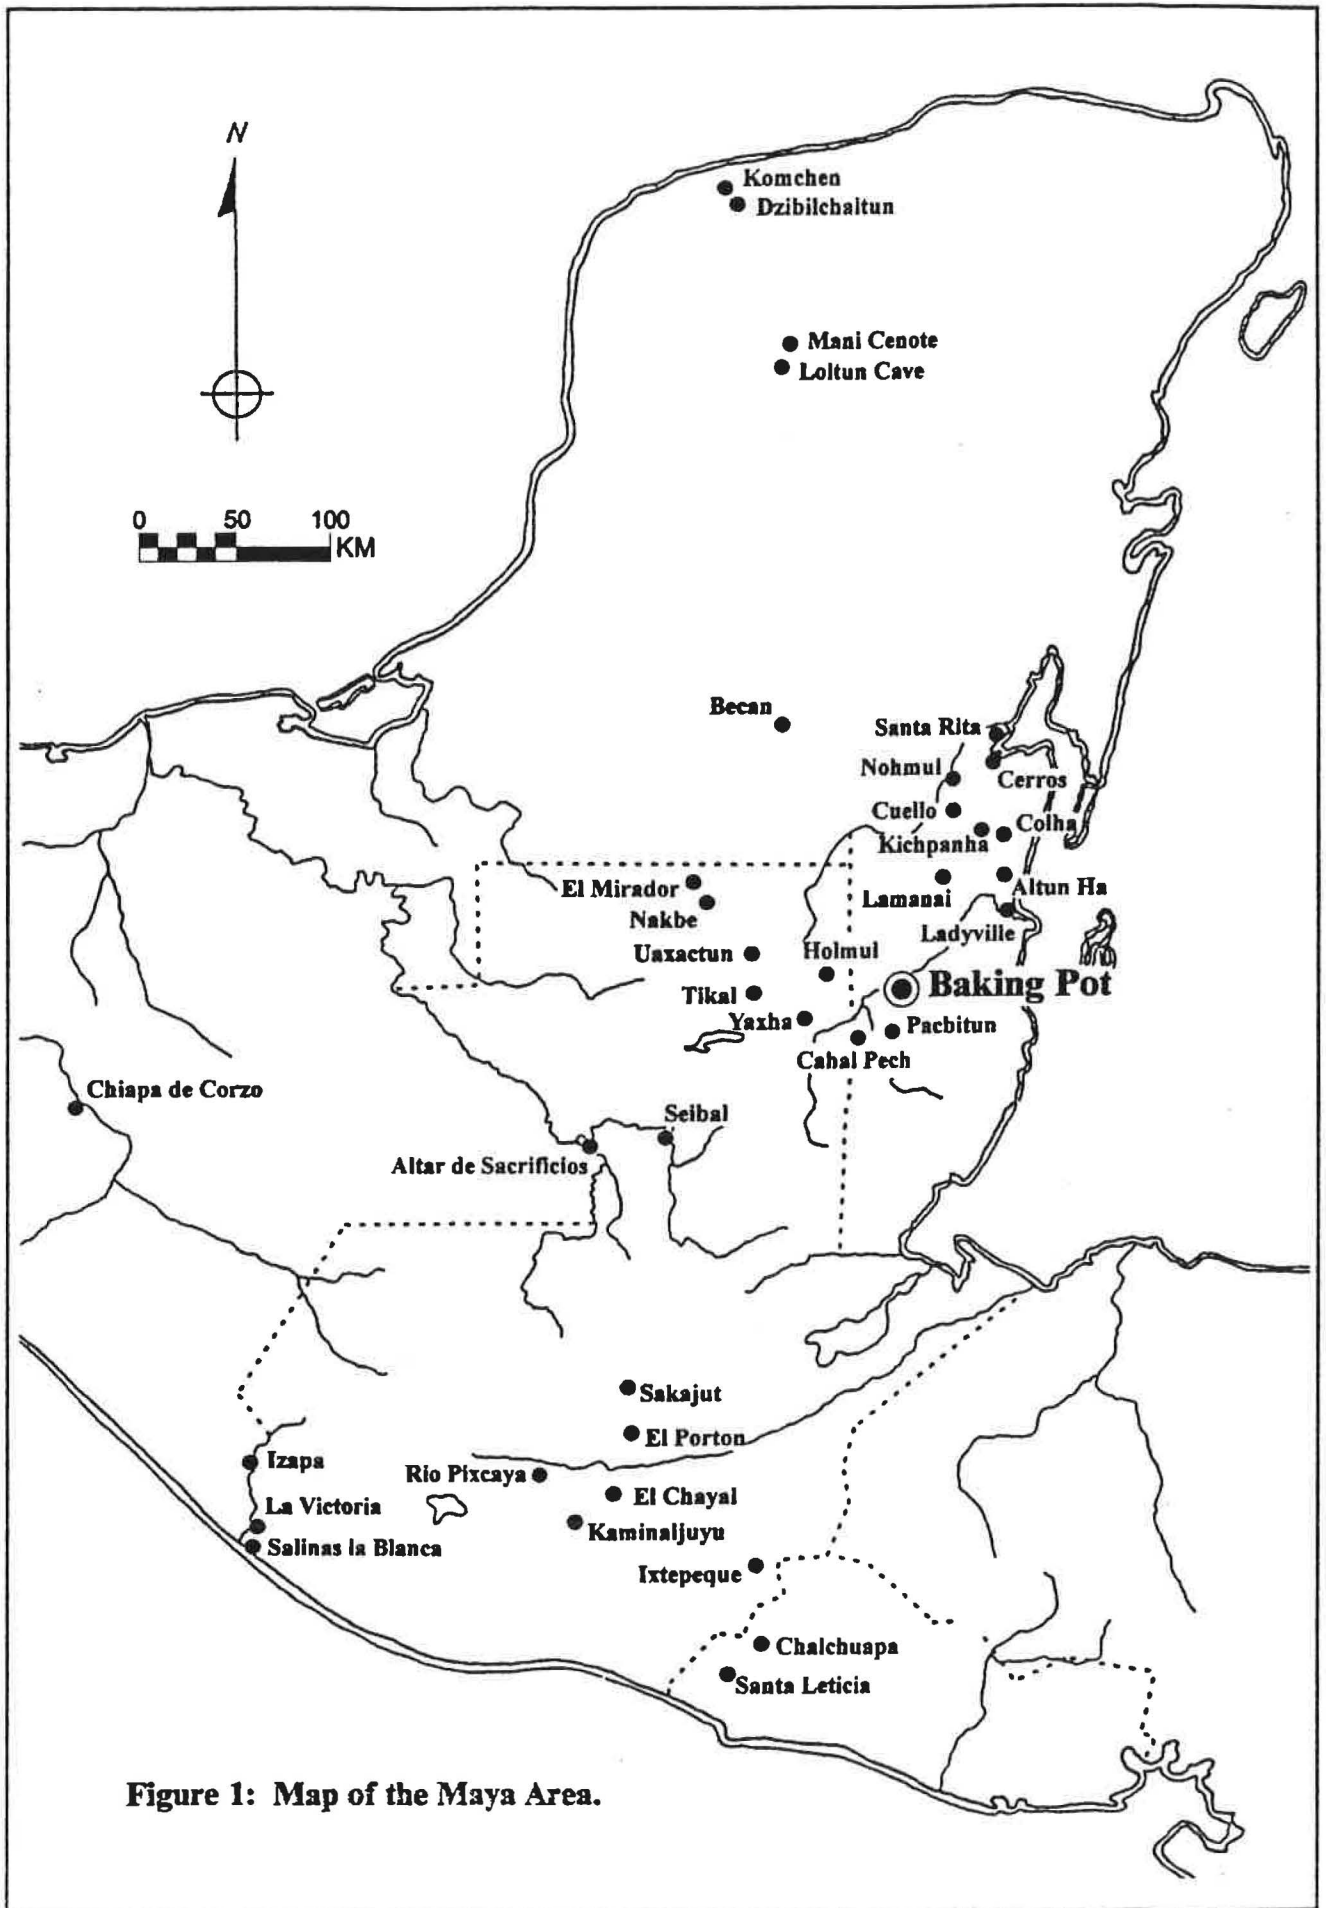 N
Komchen
Dzibilchaltun
Mani Cenote
Loltun Cave
0 50 100
KM
Becan
Santa Rita
Nohmul
Cerros
Cuello
Colha
Kichpanha
El Mirador
Altun Ha
Lamanai
Nakbe
Ladyville
Uaxactun
Holmul
Baking Pot
Tikal
Yaxha
Pacbitun
Cahal Pech
Chiapa de Corzo
Seibal
Altar de Sacrificios
Sakajut
El Porton
Izapa
Rio Pixcaya
El Chayal
La Victoria
Kaminaljuyu
Salinas la Blanca
Ixtepeque
Chalchuapa
Santa Leticia
Figure 1: Map of the Maya Area.